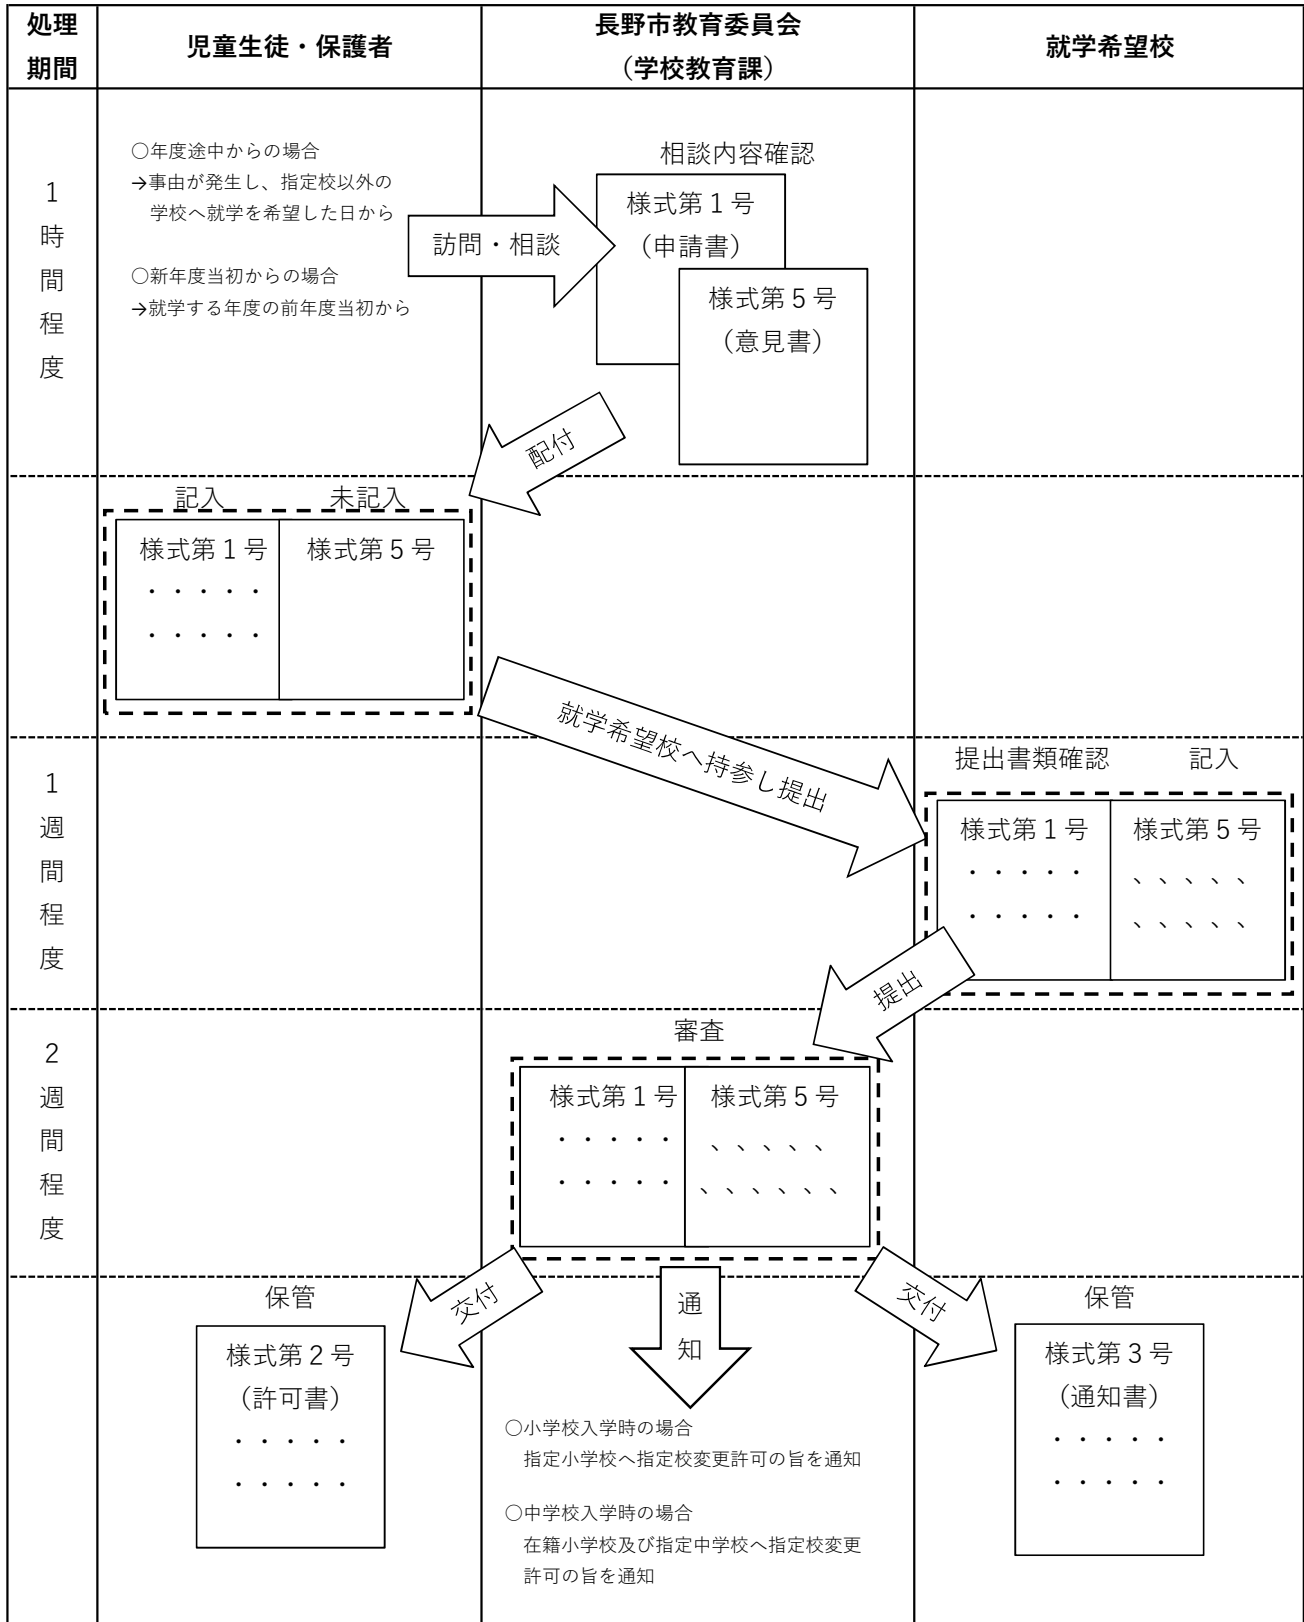 処理
期間
児童生徒・保護者
長野市教育委員会
（学校教育課）
就学希望校
1
時
間
程
度
○年度途中からの場合
→事由が発生し、指定校以外の
学校へ就学を希望した日から
○新年度当初からの場合
→就学する年度の前年度当初から
訪問・相談
相談内容確認
様式第１号
（申請書）
様式第５号
（意見書）
配付
記入
未記入
様式第１号
・・・・・
・・・・・
様式第５号
就学希望校へ持参し提出
1
週
間
程
度
提出書類確認
記入
様式第１号
・・・・・
・・・・・
様式第５号
、、、、、
、、、、、
提出
2
週
間
程
度
審査
様式第１号
・・・・・
・・・・・
様式第５号
、、、、、
、、、、、、
交付
通
知
交付
保管
様式第２号
（許可書）
・・・・・
・・・・・
○小学校入学時の場合
指定小学校へ指定校変更許可の旨を通知
○中学校入学時の場合
在籍小学校及び指定中学校へ指定校変更
許可の旨を通知
保管
様式第３号
（通知書）
・・・・・
・・・・・